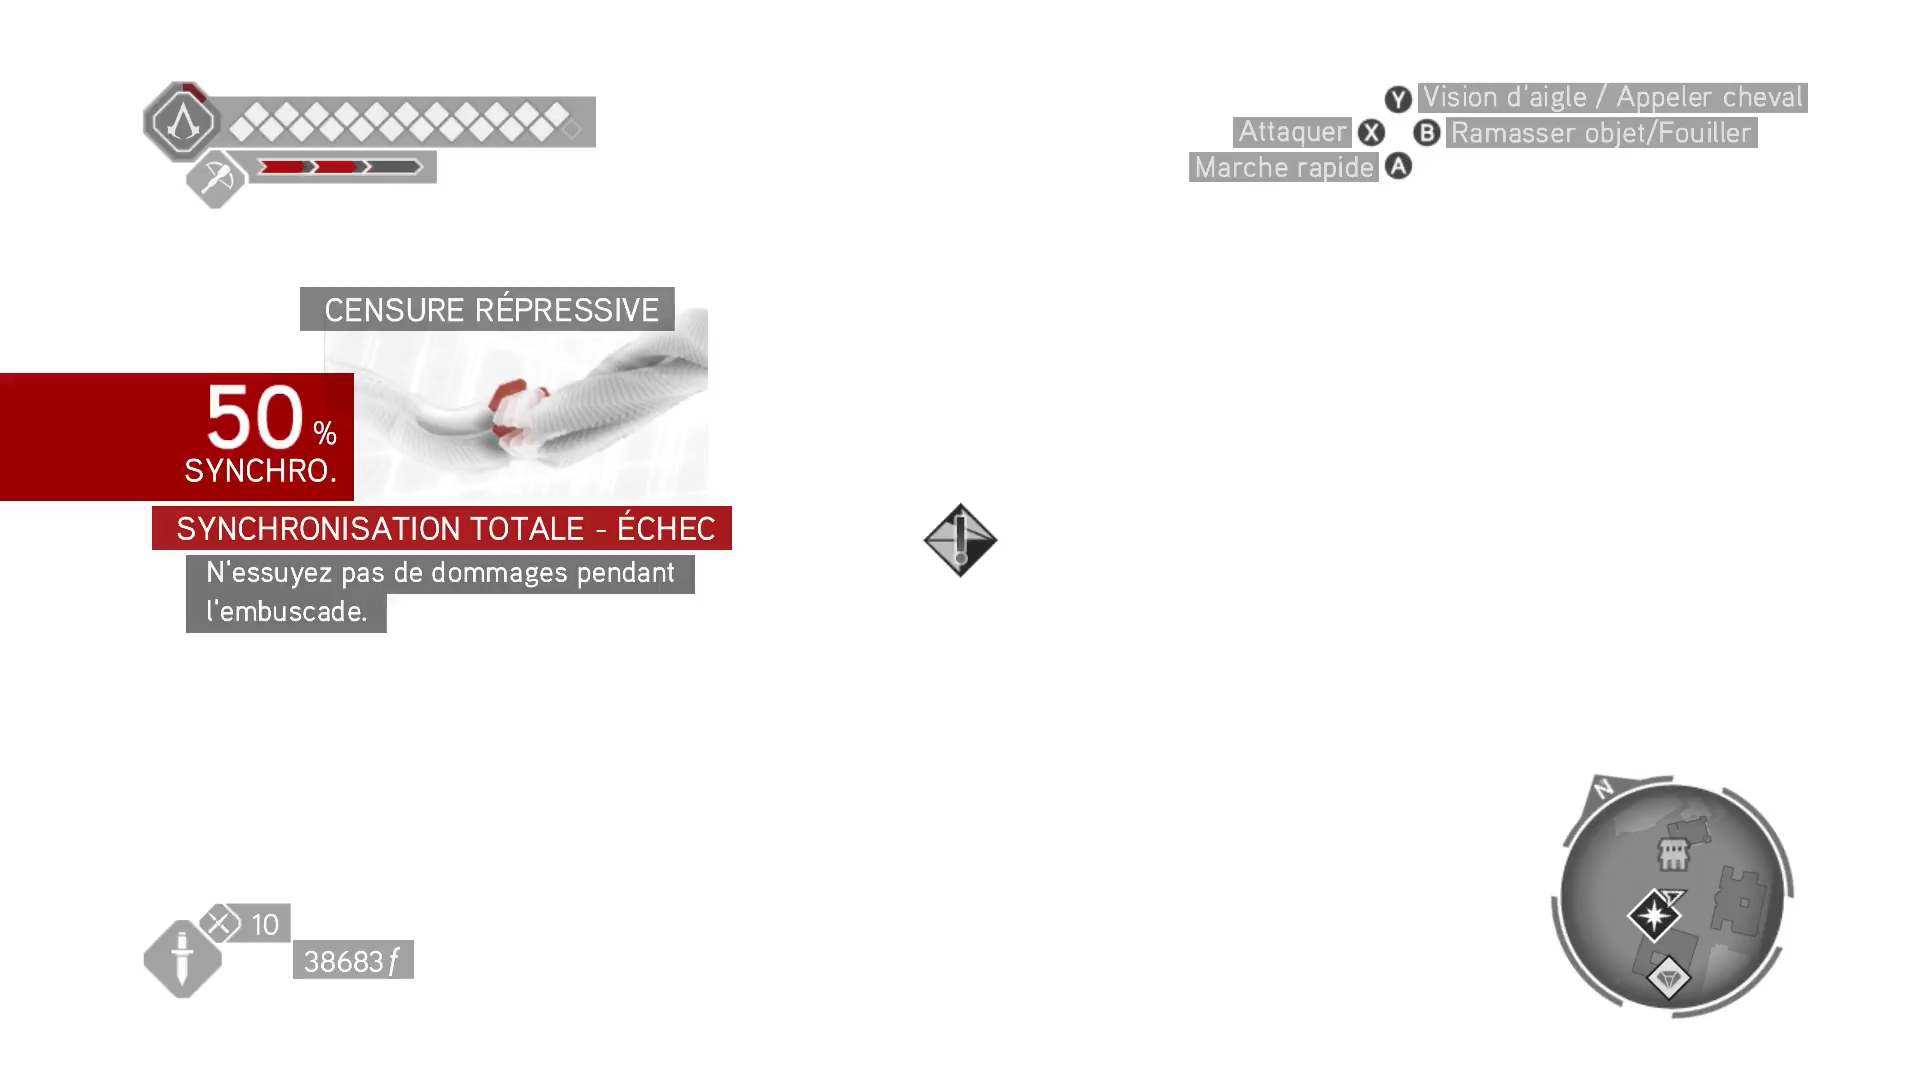 Y Vision d'aigle / Appeler cheval
Attaquer X B Ramasser objet/Fouiller
Marche rapide A
CENSURE RÉPRESSIVE
50 %
SYNCHRO.
SYNCHRONISATION TOTALE - ÉCHEC
N'essuyez pas de dommages pendant
l'embuscade.
N
10
38683 ƒ